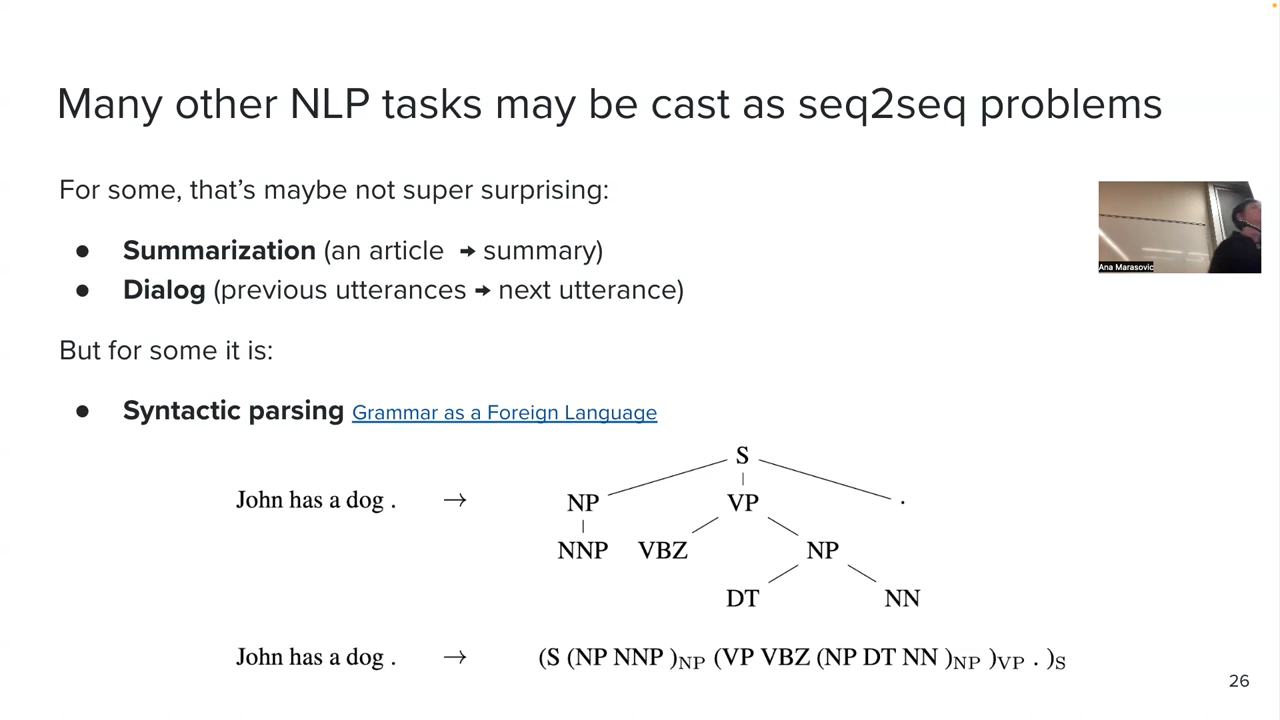 Many other NLP tasks may be cast as seq2seq problems
For some, that's maybe not super surprising:
● Summarization (an article → summary)
● Dialog (previous utterances → next utterance)
Ana Marasovic
But for some it is:
● Syntactic parsing Grammar as a Foreign Language
S
John has a dog . → NP VP .
NNP VBZ NP
DT NN
John has a dog . → (S (NP NNP )NP (VP VBZ (NP DT NN )NP )VP . )S
26